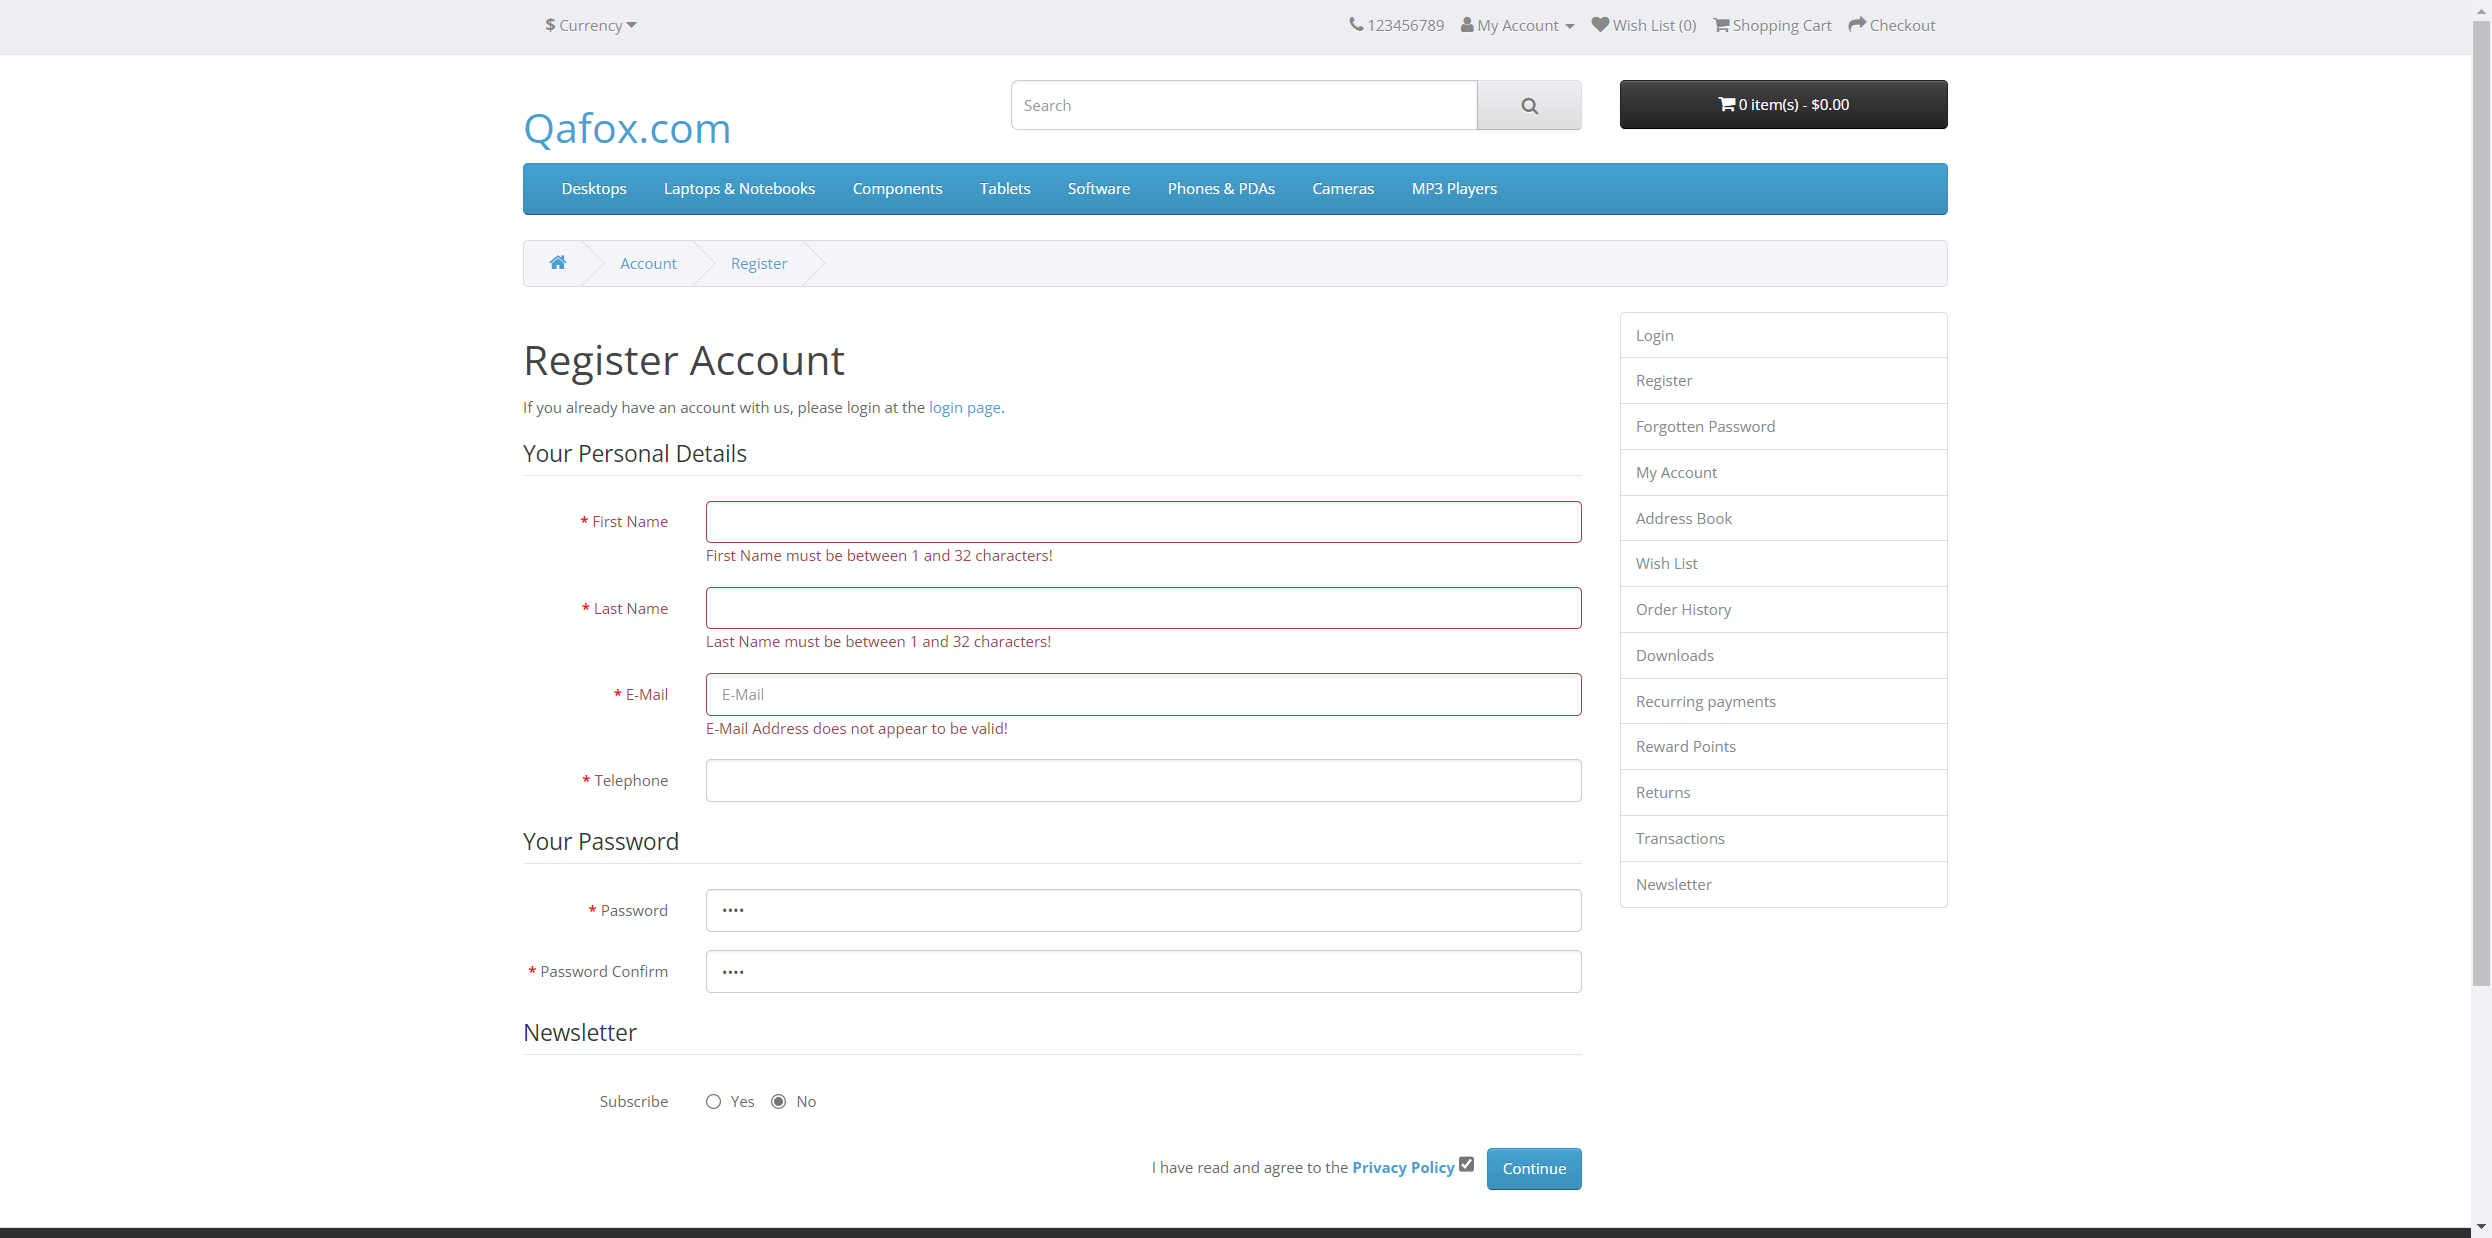 $ Currency
123456789 My Account Wish List (0) Shopping Cart Checkout
Qafox.com
Search
0 item(s) - $0.00
Desktops Laptops & Notebooks Components Tablets Software Phones & PDAs Cameras MP3 Players
Account Register
Register Account
If you already have an account with us, please login at the login page.
Your Personal Details
* First Name
First Name must be between 1 and 32 characters!
* Last Name
Last Name must be between 1 and 32 characters!
* E-Mail
E-Mail
E-Mail Address does not appear to be valid!
* Telephone
Your Password
* Password
••••
* Password Confirm
••••
Newsletter
Subscribe
Yes No
I have read and agree to the Privacy Policy
Continue
Login
Register
Forgotten Password
My Account
Address Book
Wish List
Order History
Downloads
Recurring payments
Reward Points
Returns
Transactions
Newsletter